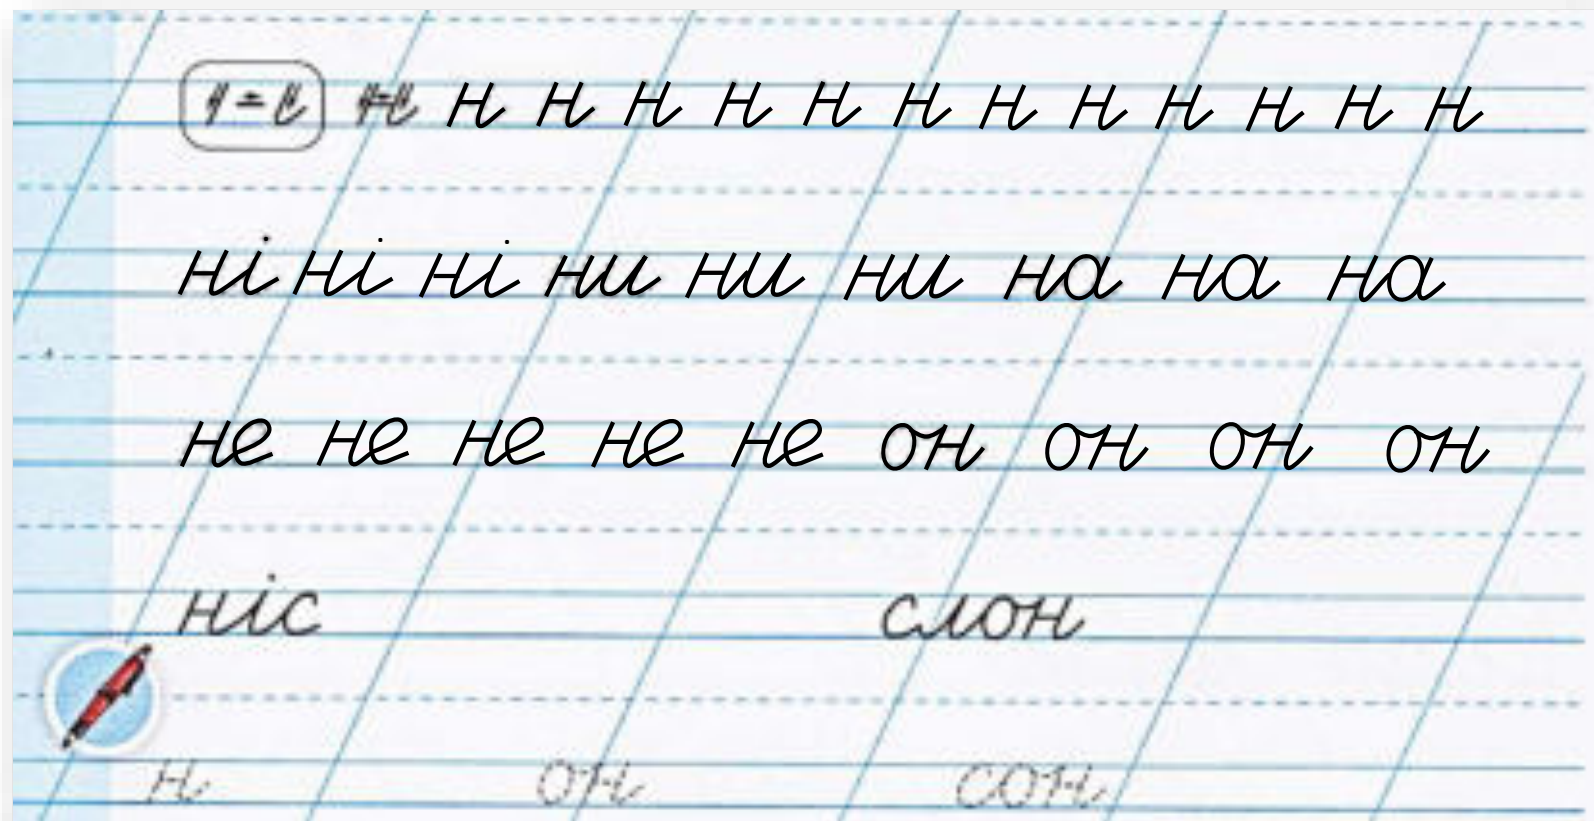 н н н н н н н н н н н н н
ні ні ні ни ни ни на на на
не не не не не он он он он
ніс слон
н он сон